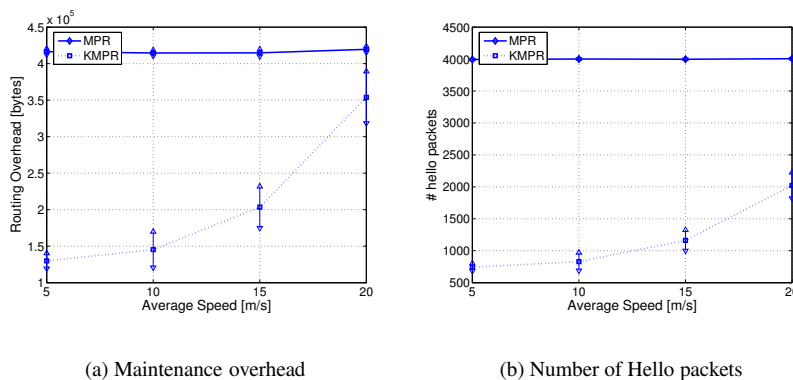 x 10^5
4.5
4
3.5
3
2.5
2
1.5
1
5
10
15
20
Average Speed [m/s]
Routing Overhead [bytes]
MPR
KMPR
(a) Maintenance overhead
4500
4000
3500
3000
2500
2000
1500
1000
500
5
10
15
20
Average Speed [m/s]
# hello packets
MPR
KMPR
(b) Number of Hello packets